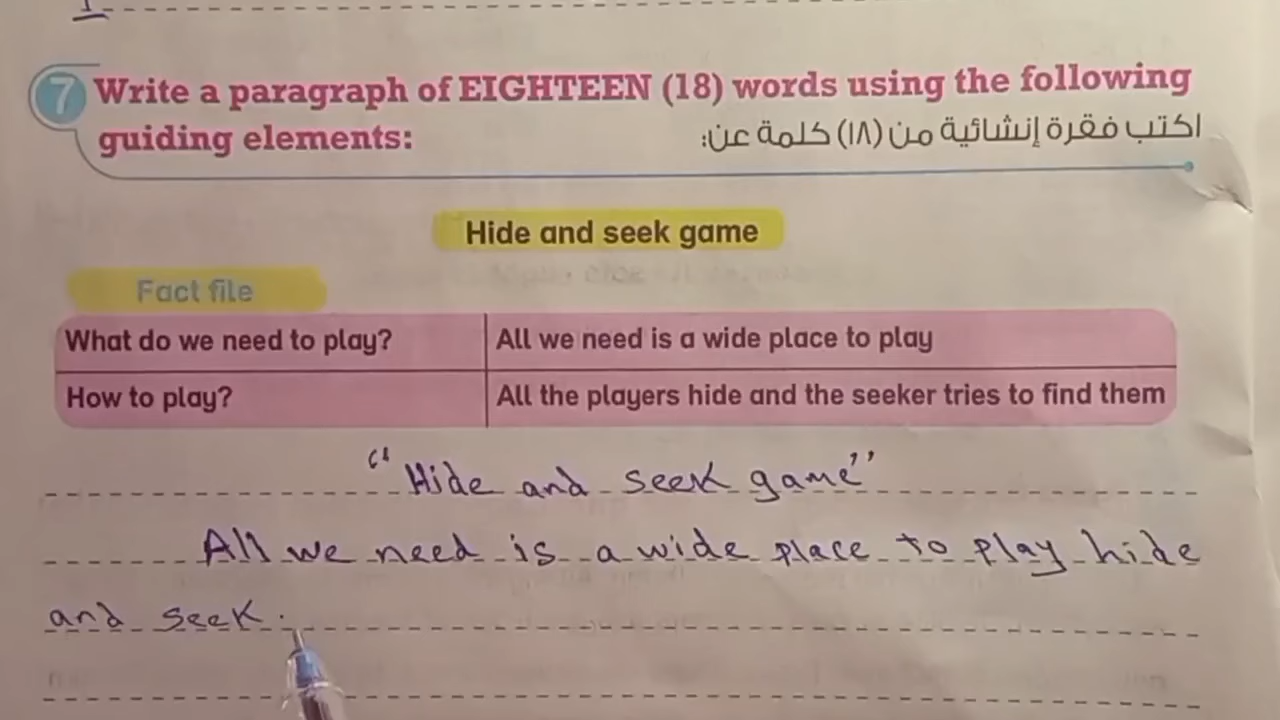 7 Write a paragraph of EIGHTEEN (18) words using the following
guiding elements:
اكتب فقرة إنشائية من (١٨) كلمة عن:
Hide and seek game
Fact file
What do we need to play? All we need is a wide place to play
How to play? All the players hide and the seeker tries to find them
"Hide and seek game"
All we need is a wide place to play hide
and seek.